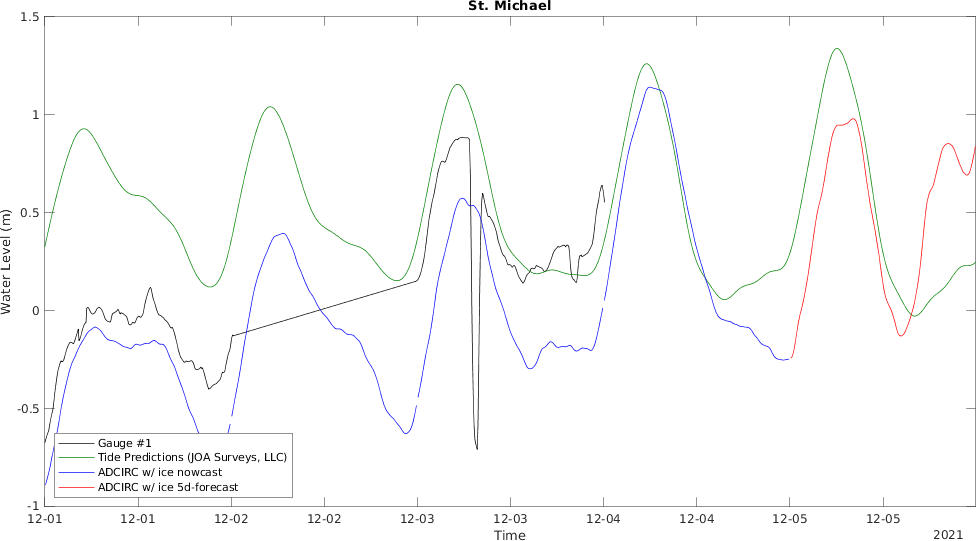 St. Michael
1.5
1
0.5
0
-0.5
-1
Water Level (m)
Gauge #1
Tide Predictions (JOA Surveys, LLC)
ADCIRC w/ ice nowcast
ADCIRC w/ ice 5d-forecast
12-01 12-01 12-02 12-02 12-03 12-03 12-04 12-04 12-05 12-05
Time
2021